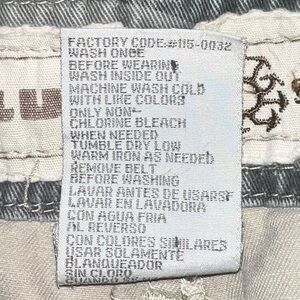 FACTORY CODE:#115-0032
WASH ONCE
BEFORE WEARING
WASH INSIDE OUT
MACHINE WASH COLD
WITH LIKE COLORS
ONLY NON-
CHLORINE BLEACH
WHEN NEEDED
TUMBLE DRY LOW
WARM IRON AS NEEDED
REMOVE BELT
BEFORE WASHING
LAVAR ANTES DE USARSE
LAVAR EN LAVADORA
CON AGUA FRIA
AL REVERSO
CON COLORES SIMILARES
USAR SOLAMENTE
BLANQUEADOR
SIN CLORO
CUANDO